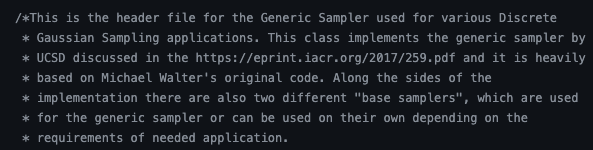 /*This is the header file for the Generic Sampler used for various Discrete
* Gaussian Sampling applications. This class implements the generic sampler by
* UCSD discussed in the https://eprint.iacr.org/2017/259.pdf and it is heavily
* based on Michael Walter's original code. Along the sides of the
* implementation there are also two different "base samplers", which are used
* for the generic sampler or can be used on their own depending on the
* requirements of needed application.